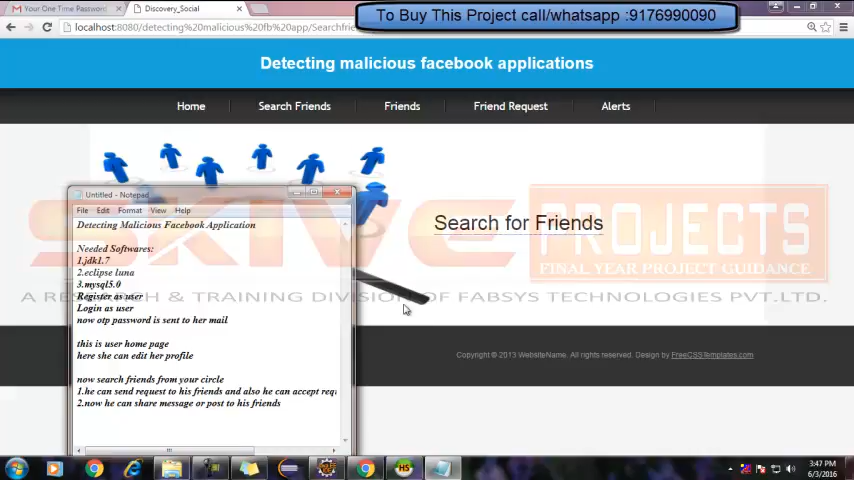 Your One Time Password
Discovery_Social
To Buy This Project call/whatsapp :9176990090
localhost:8080/detecting%20malicious%20fb%20app/Searchfrie
Detecting malicious facebook applications
Home
Search Friends
Friends
Friend Request
Alerts
Untitled - Notepad
File Edit Format View Help
Detecting Malicious Facebook Application
Needed Softwares:
1.jdk1.7
2.eclipse luna
3.mysql5.0
Register as user
Login as user
now otp password is sent to her mail
this is user home page
here she can edit her profile
now search friends from your circle
1.he can send request to his friends and also he can accept requ
2.now he can share message or post to his friends
Search for Friends
SKIVE PROJECTS
FINAL YEAR PROJECT GUIDANCE
A RESEARCH & TRAINING DIVISION OF FABSYS TECHNOLOGIES PVT.LTD.
Copyright © 2013 WebsiteName. All rights reserved. Design by FreeCSSTemplates.com
HS
3:47 PM
6/3/2016